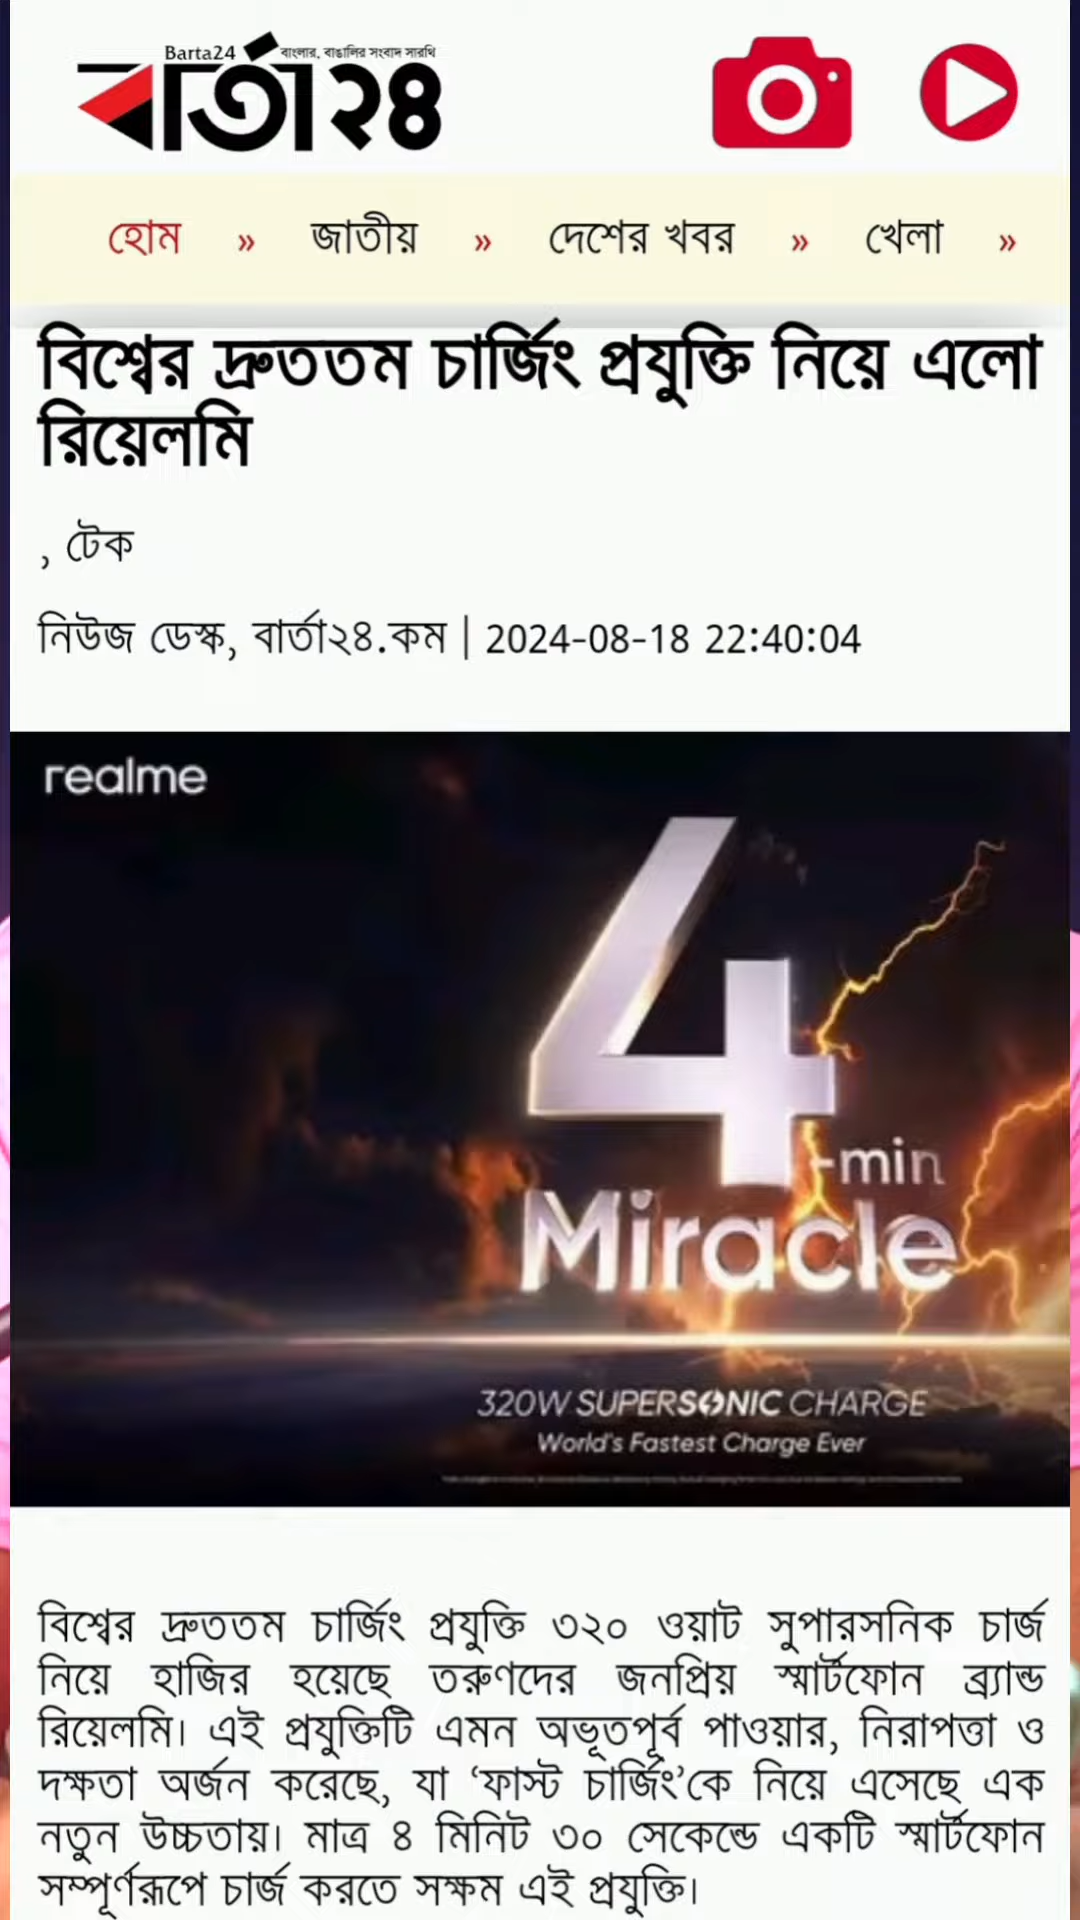 Barta24 বাংলার, বাঙালির সংবাদ সারথি
বার্তা২৪
হোম » জাতীয় » দেশের খবর » খেলা »
বিশ্বের দ্রুততম চার্জিং প্রযুক্তি নিয়ে এলো
রিয়েলমি
, টেক
নিউজ ডেস্ক, বার্তা২৪.কম | 2024-08-18 22:40:04
realme
4
-min
Miracle
320W SUPERSONIC CHARGE
World's Fastest Charge Ever
বিশ্বের দ্রুততম চার্জিং প্রযুক্তি ৩২০ ওয়াট সুপারসনিক চার্জ
নিয়ে হাজির হয়েছে তরুণদের জনপ্রিয় স্মার্টফোন ব্র্যান্ড
রিয়েলমি। এই প্রযুক্তিটি এমন অভূতপূর্ব পাওয়ার, নিরাপত্তা ও
দক্ষতা অর্জন করেছে, যা ‘ফাস্ট চার্জিং’কে নিয়ে এসেছে এক
নতুন উচ্চতায়। মাত্র ৪ মিনিট ৩০ সেকেন্ডে একটি স্মার্টফোন
সম্পূর্ণরূপে চার্জ করতে সক্ষম এই প্রযুক্তি।